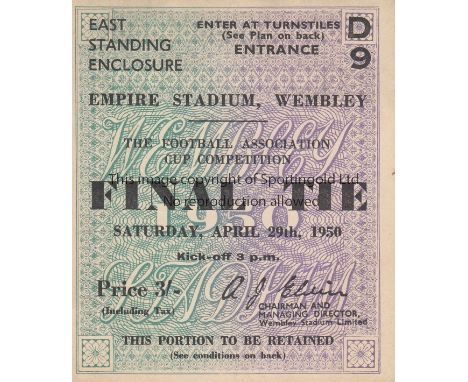 EAST
STANDING
ENCLOSURE
ENTER AT TURNSTILES
(See Plan on back)
ENTRANCE
D
9
EMPIRE STADIUM, WEMBLEY
THE FOOTBALL ASSOCIATION
CUP COMPETITION
This image copyright of Sportingold Ltd.
FINAL TIE
No reproduction allowed
WEMBLEY
1950
STADIUM
SATURDAY, APRIL 29th, 1950
Kick-off 3 p.m.
Price 3/-
(Including Tax)
CHAIRMAN AND
MANAGING DIRECTOR,
Wembley Stadium Limited
THIS PORTION TO BE RETAINED
(See conditions on back)